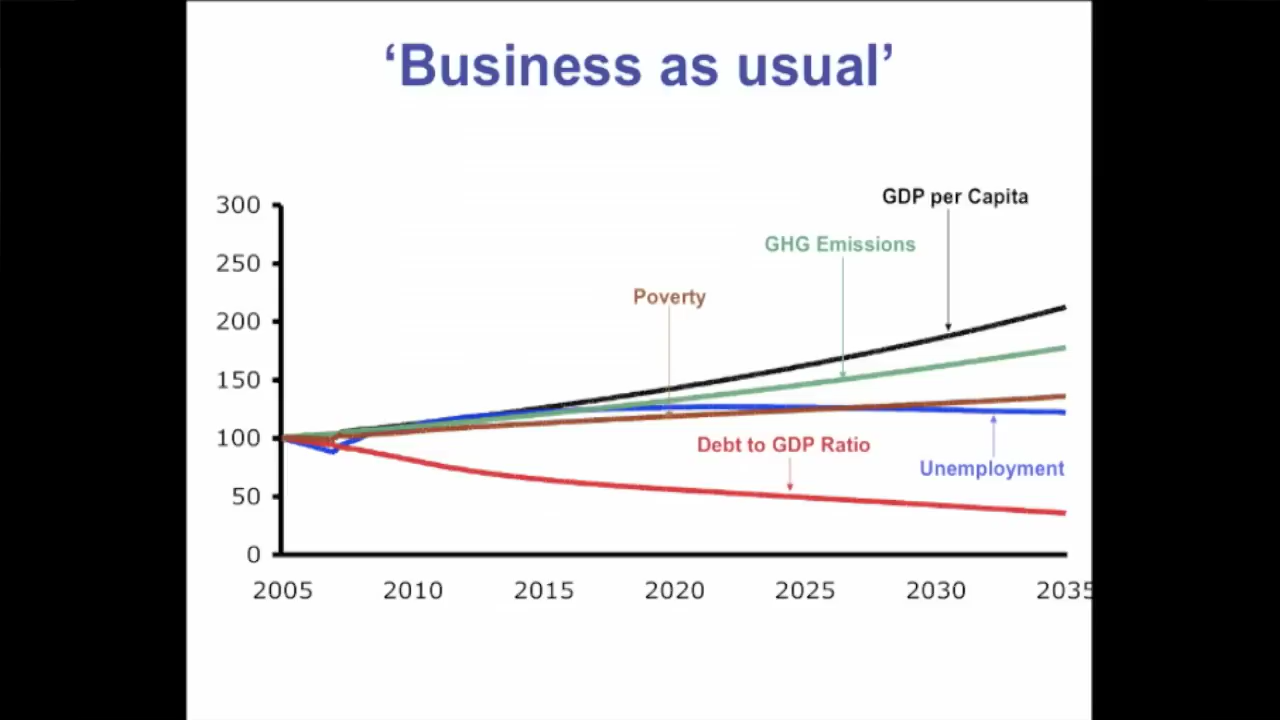 ‘Business as usual’
GDP per Capita
300
GHG Emissions
250
Poverty
200
150
100
Debt to GDP Ratio
Unemployment
50
0
2005 2010 2015 2020 2025 2030 2035